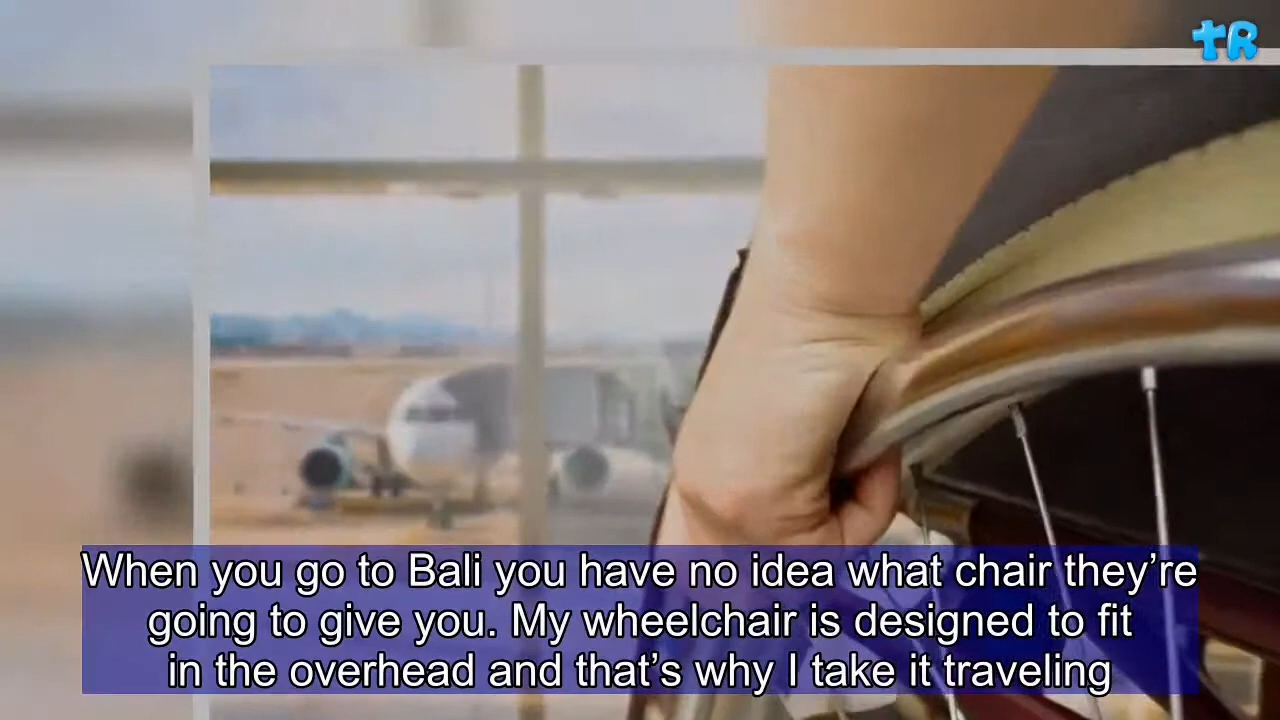 tR
When you go to Bali you have no idea what chair they’re
going to give you. My wheelchair is designed to fit
in the overhead and that’s why I take it traveling